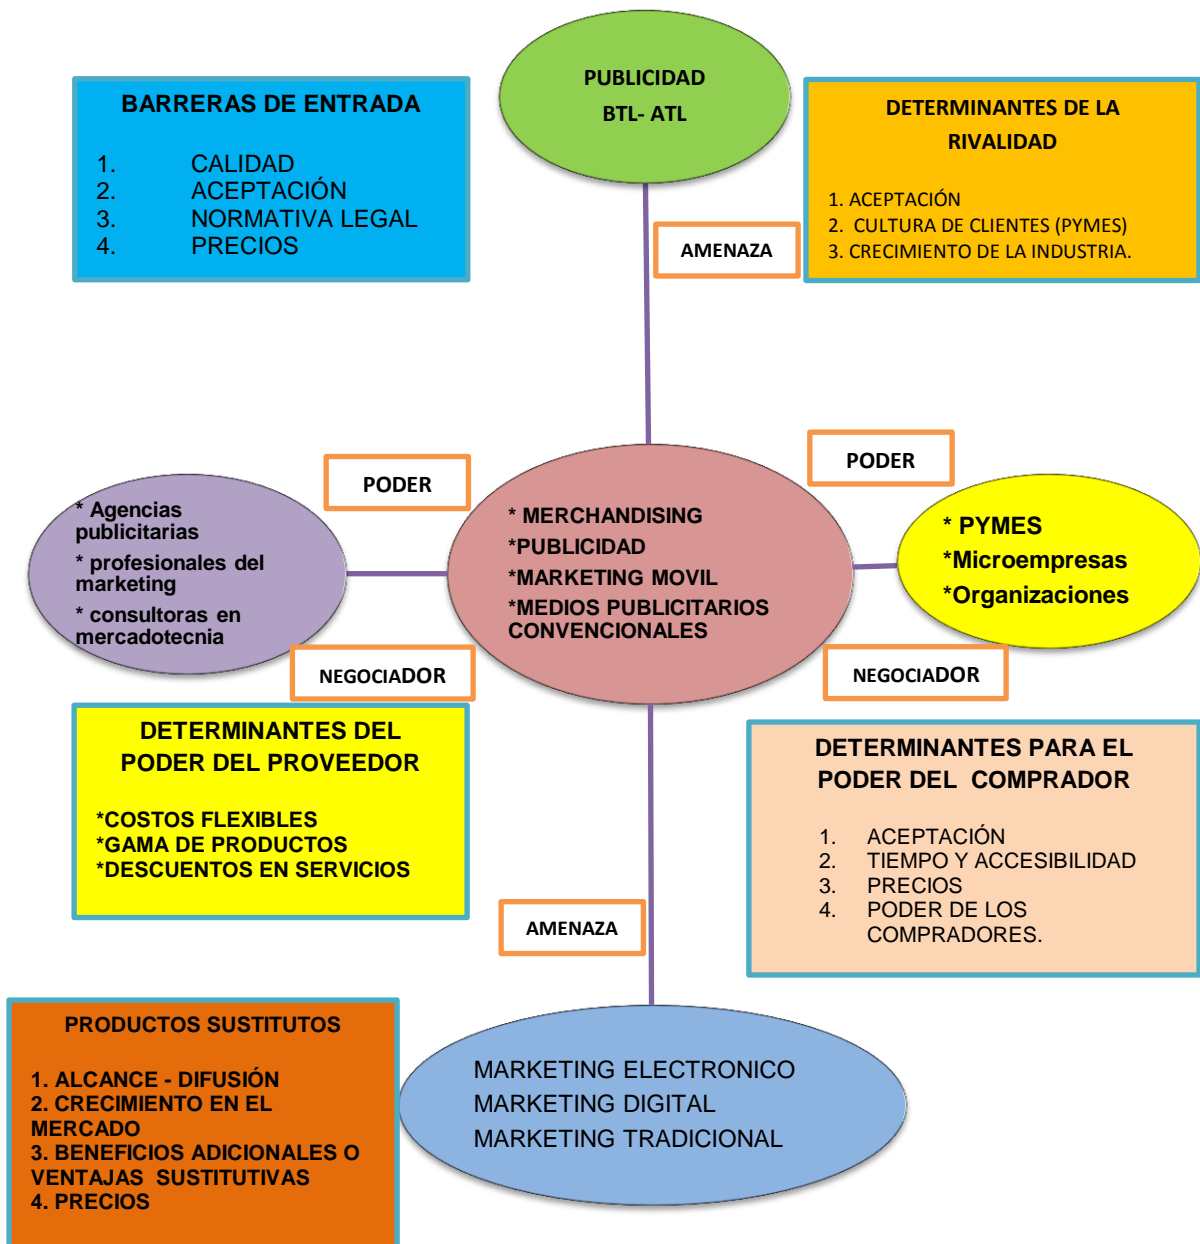 PUBLICIDAD
BTL- ATL
BARRERAS DE ENTRADA
1. CALIDAD
2. ACEPTACIÓN
3. NORMATIVA LEGAL
4. PRECIOS
DETERMINANTES DE LA
RIVALIDAD
1. ACEPTACIÓN
2. CULTURA DE CLIENTES (PYMES)
3. CRECIMIENTO DE LA INDUSTRIA.
AMENAZA
PODER
PODER
* Agencias
publicitarias
* profesionales del
marketing
* consultoras en
mercadotecnia
* MERCHANDISING
*PUBLICIDAD
*MARKETING MOVIL
*MEDIOS PUBLICITARIOS
CONVENCIONALES
* PYMES
*Microempresas
*Organizaciones
NEGOCIADOR
NEGOCIADOR
DETERMINANTES DEL
PODER DEL PROVEEDOR
*COSTOS FLEXIBLES
*GAMA DE PRODUCTOS
*DESCUENTOS EN SERVICIOS
DETERMINANTES PARA EL
PODER DEL COMPRADOR
1. ACEPTACIÓN
2. TIEMPO Y ACCESIBILIDAD
3. PRECIOS
4. PODER DE LOS
COMPRADORES.
AMENAZA
PRODUCTOS SUSTITUTOS
1. ALCANCE - DIFUSIÓN
2. CRECIMIENTO EN EL
MERCADO
3. BENEFICIOS ADICIONALES O
VENTAJAS SUSTITUTIVAS
4. PRECIOS
MARKETING ELECTRONICO
MARKETING DIGITAL
MARKETING TRADICIONAL